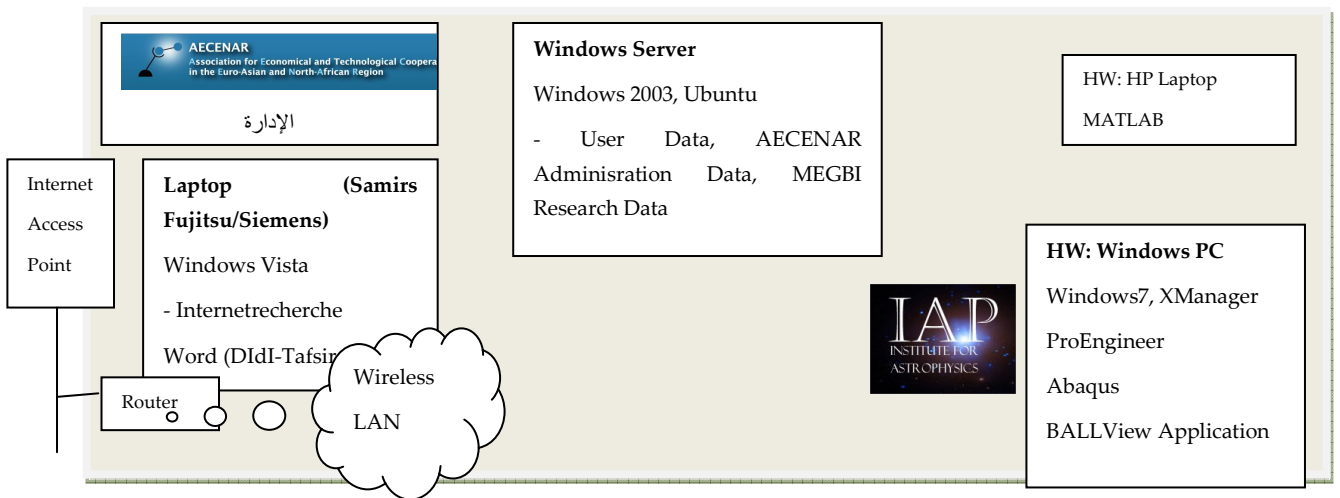 AECENAR
Association for Economical and Technological Coopera
in the Euro-Asian and North-African Region
الإدارة
Internet
Access
Point
Laptop (Samirs
Fujitsu/Siemens)
Windows Vista
- Internetrecherche
Word (DIdI-Tafsir
Router
Wireless
LAN
Windows Server
Windows 2003, Ubuntu
- User Data, AECENAR
Adminisration Data, MEGBI
Research Data
IAP
INSTITUTE FOR
ASTROPHYSICS
HW: HP Laptop
MATLAB
HW: Windows PC
Windows7, XManager
ProEngineer
Abaqus
BALLView Application